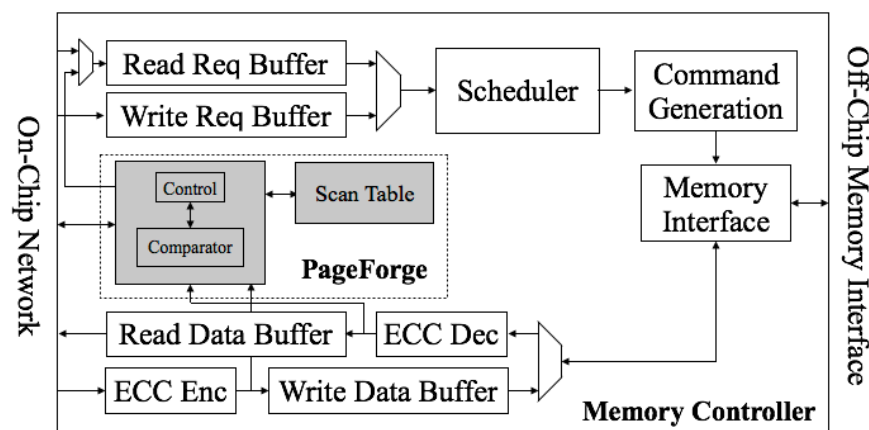 Read Req Buffer
Write Req Buffer
Scheduler
Command
Generation
Memory
Interface
Control
Comparator
Scan Table
PageForge
Read Data Buffer
ECC Dec
ECC Enc
Write Data Buffer
Memory Controller
On-Chip Network
Off-Chip Memory Interface